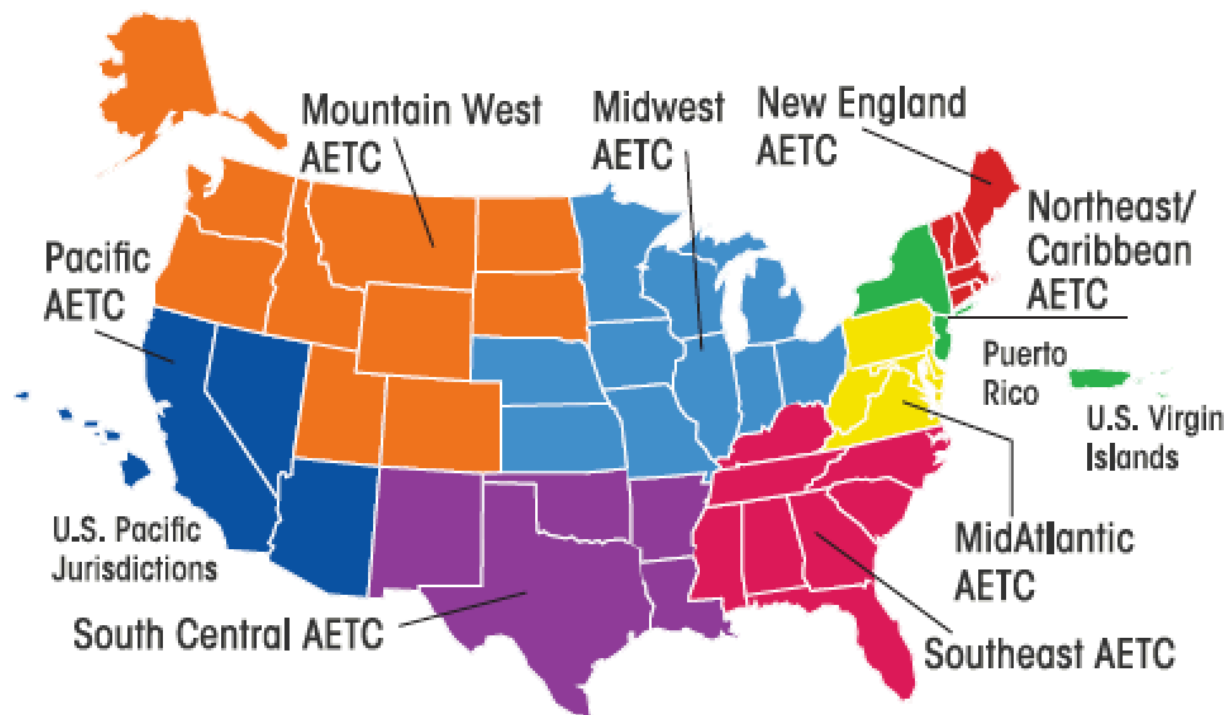 Mountain West
AETC
Midwest
AETC
New England
AETC
Northeast/
Caribbean
AETC
Pacific
AETC
Puerto
Rico
U.S. Virgin
Islands
U.S. Pacific
Jurisdictions
MidAtlantic
AETC
South Central AETC
Southeast AETC